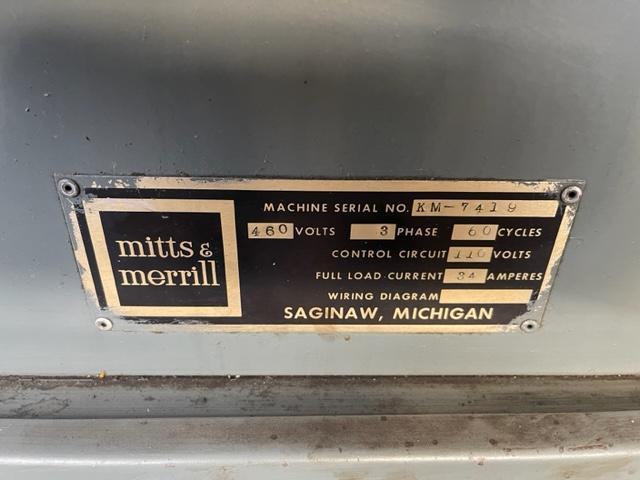 mitts &
merrill
MACHINE SERIAL NO. KM-7419
460 VOLTS 3 PHASE 60 CYCLES
CONTROL CIRCUIT 110 VOLTS
FULL LOAD CURRENT 34 AMPERES
WIRING DIAGRAM
SAGINAW, MICHIGAN